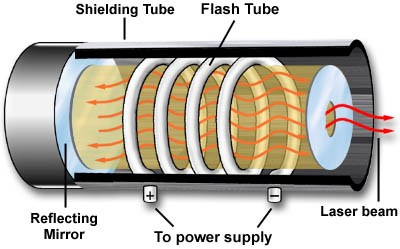 Shielding Tube
Flash Tube
+
−
Reflecting
Mirror
To power supply
Laser beam